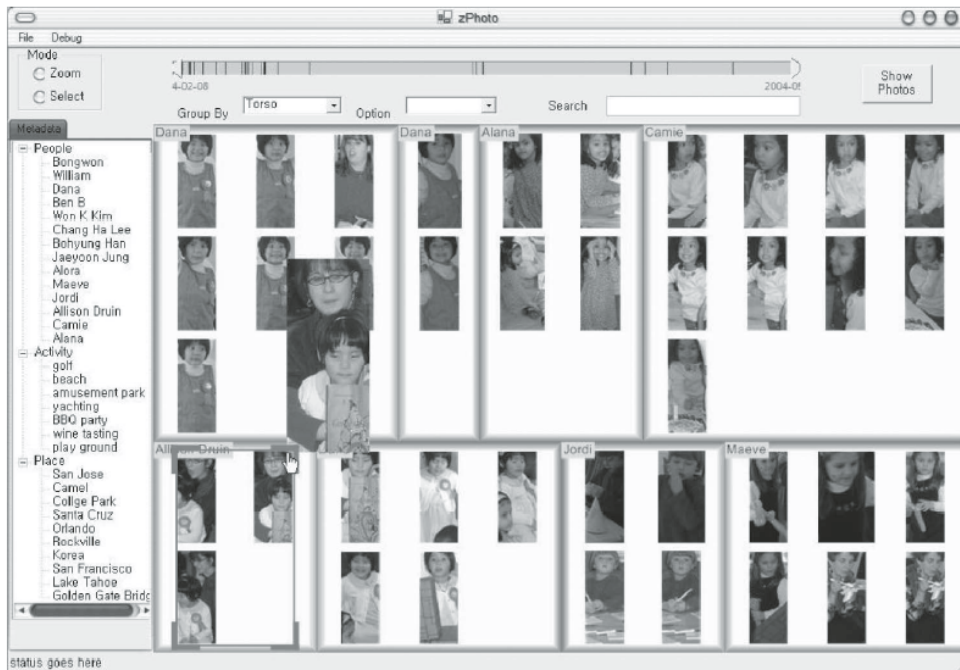 zPhoto
File Debug
Mode
Zoom
Select
4-02-08
2004-0
Group By Torso Option Search
Show
Photos
Metadata
People
Bongwon
William
Dana
Ben B
Won K Kim
Chang Ha Lee
Bohyung Han
Jaeyoon Jung
Alora
Maeve
Jordi
Allison Druin
Camie
Alana
Activity
golf
beach
amusement park
yachting
BBQ party
wine tasting
play ground
Place
San Jose
Camel
Collge Park
Santa Cruz
Orlando
Rockville
Korea
San Francisco
Lake Tahoe
Golden Gate Bridg
Dana
Dana
Alana
Camie
Allison Druin
Jordi
Maeve
status goes here